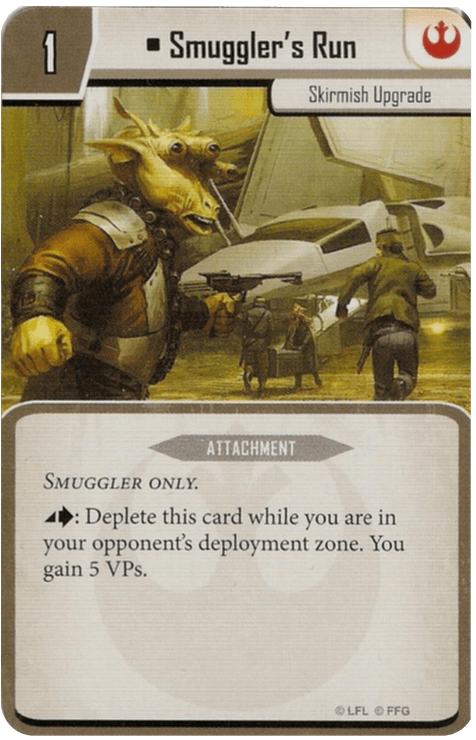 1
▪ Smuggler's Run
Skirmish Upgrade
ATTACHMENT
SMUGGLER ONLY.
: Deplete this card while you are in
your opponent's deployment zone. You
gain 5 VPs.
© LFL © FFG